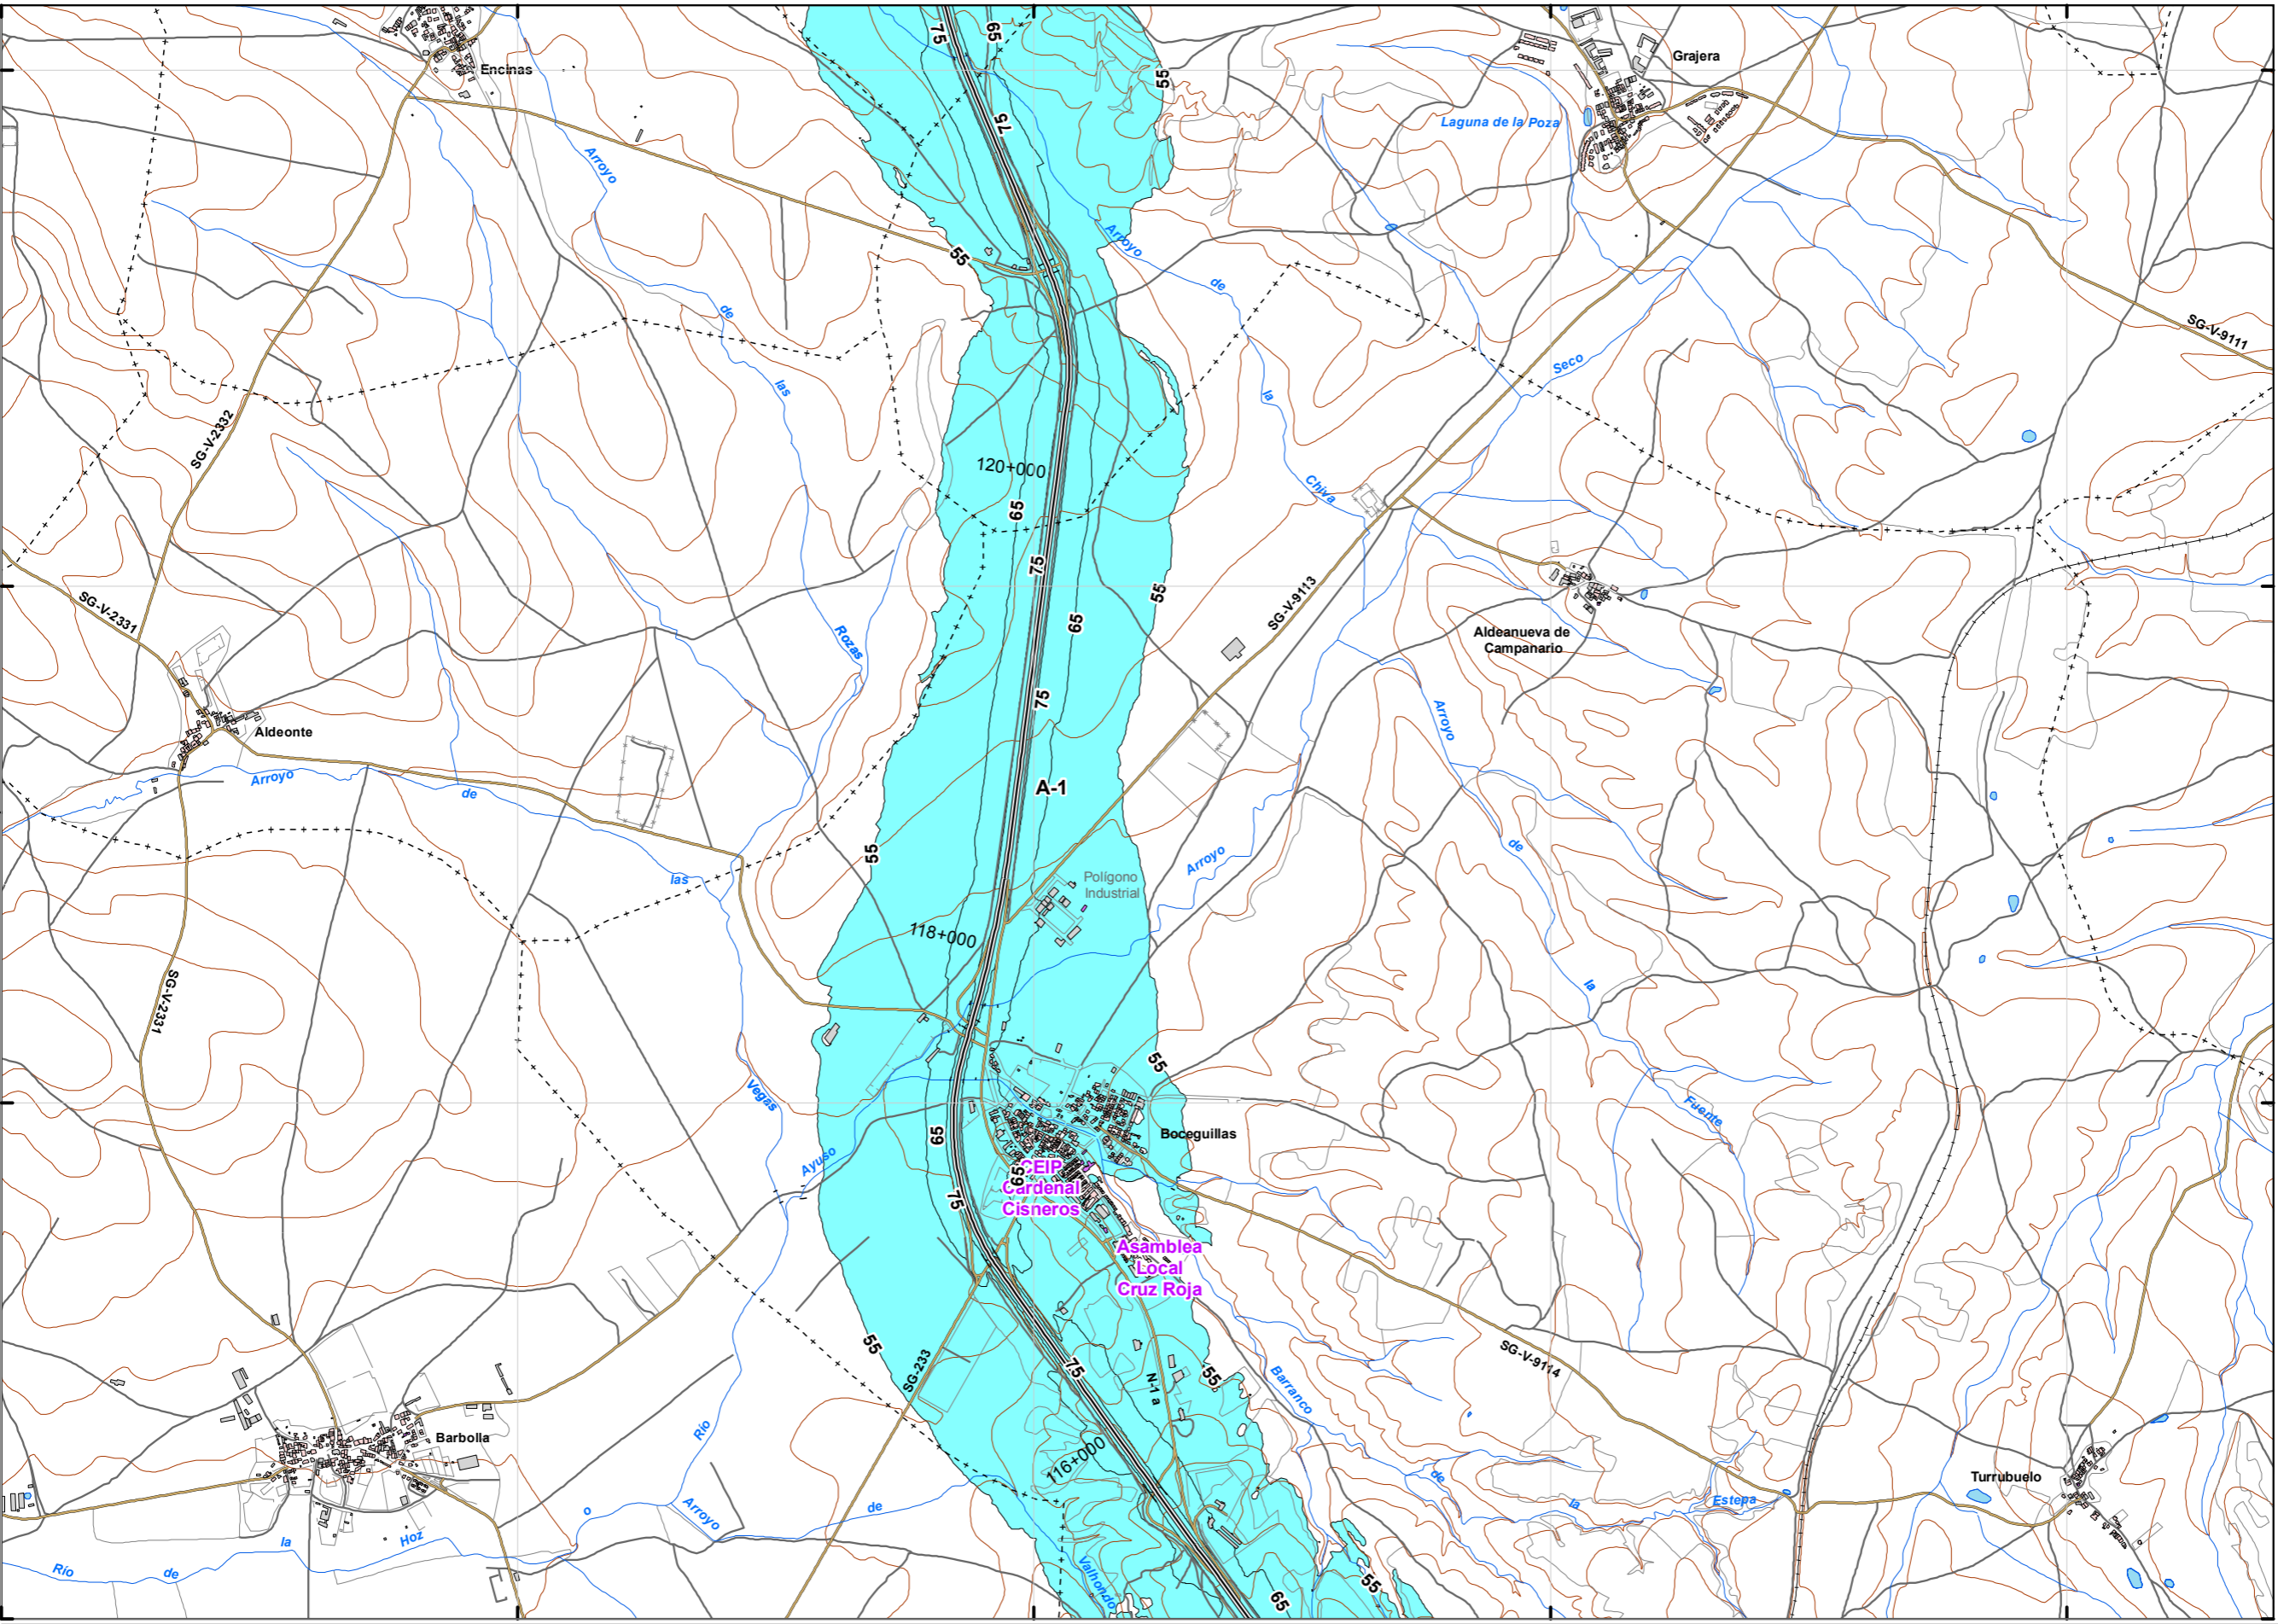 75
65
Encinas
Grajera
55
75
Laguna de la Poza
Arroyo
Arroyo
55
de
de
SG-V-9111
Seco
las
la
SG-V-2332
120+000
Chiva
65
75
55
SG-V-9113
SG-V-2331
65
Rozas
Aldeanueva de
Campanario
75
Arroyo
Aldeonte
Arroyo
de
A-1
55
Arroyo
de
las
Polígono
Industrial
118+000
SG-V-2331
la
55
Vegas
Fuente
65
Boceguillas
Ayuso
CEIP
Cardenal
Cisneros
65
75
Asamblea
Local
Cruz Roja
55
SG-233
75
N-1 a
55
Barranco
SG-V-9114
Río
Barbolla
116+000
de
Turrubuelo
la
Estepa
Arroyo
de
o
Hoz
la
Río
de
Valhondo
55
65